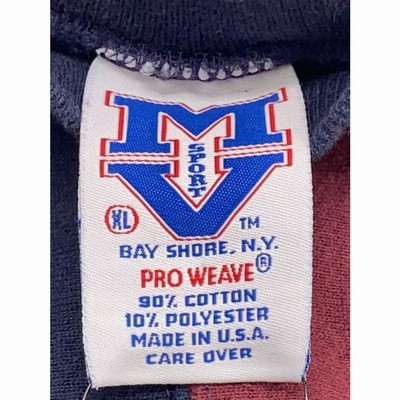 MV
SPORT
XL
™
BAY SHORE, N.Y.
PRO WEAVE®
90% COTTON
10% POLYESTER
MADE IN U.S.A.
CARE OVER